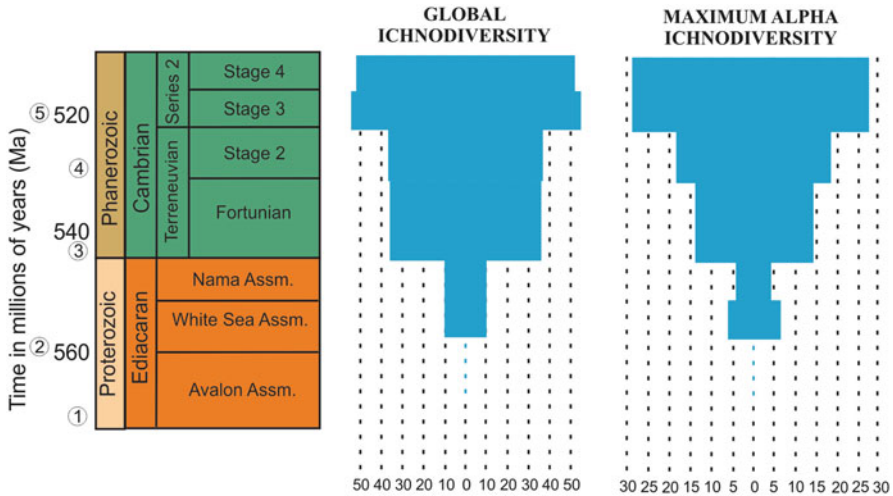 GLOBAL
ICHNODIVERSITY
MAXIMUM ALPHA
ICHNODIVERSITY
Time in millions of years (Ma)
⑤ 520
④
540
③
② 560
①
Phanerozoic
Proterozoic
Cambrian
Ediacaran
Series 2
Terreneuvian
Stage 4
Stage 3
Stage 2
Fortunian
Nama Assm.
White Sea Assm.
Avalon Assm.
50 40 30 20 10 0 10 20 30 40 50
30 25 20 15 10 5 0 5 10 15 20 25 30